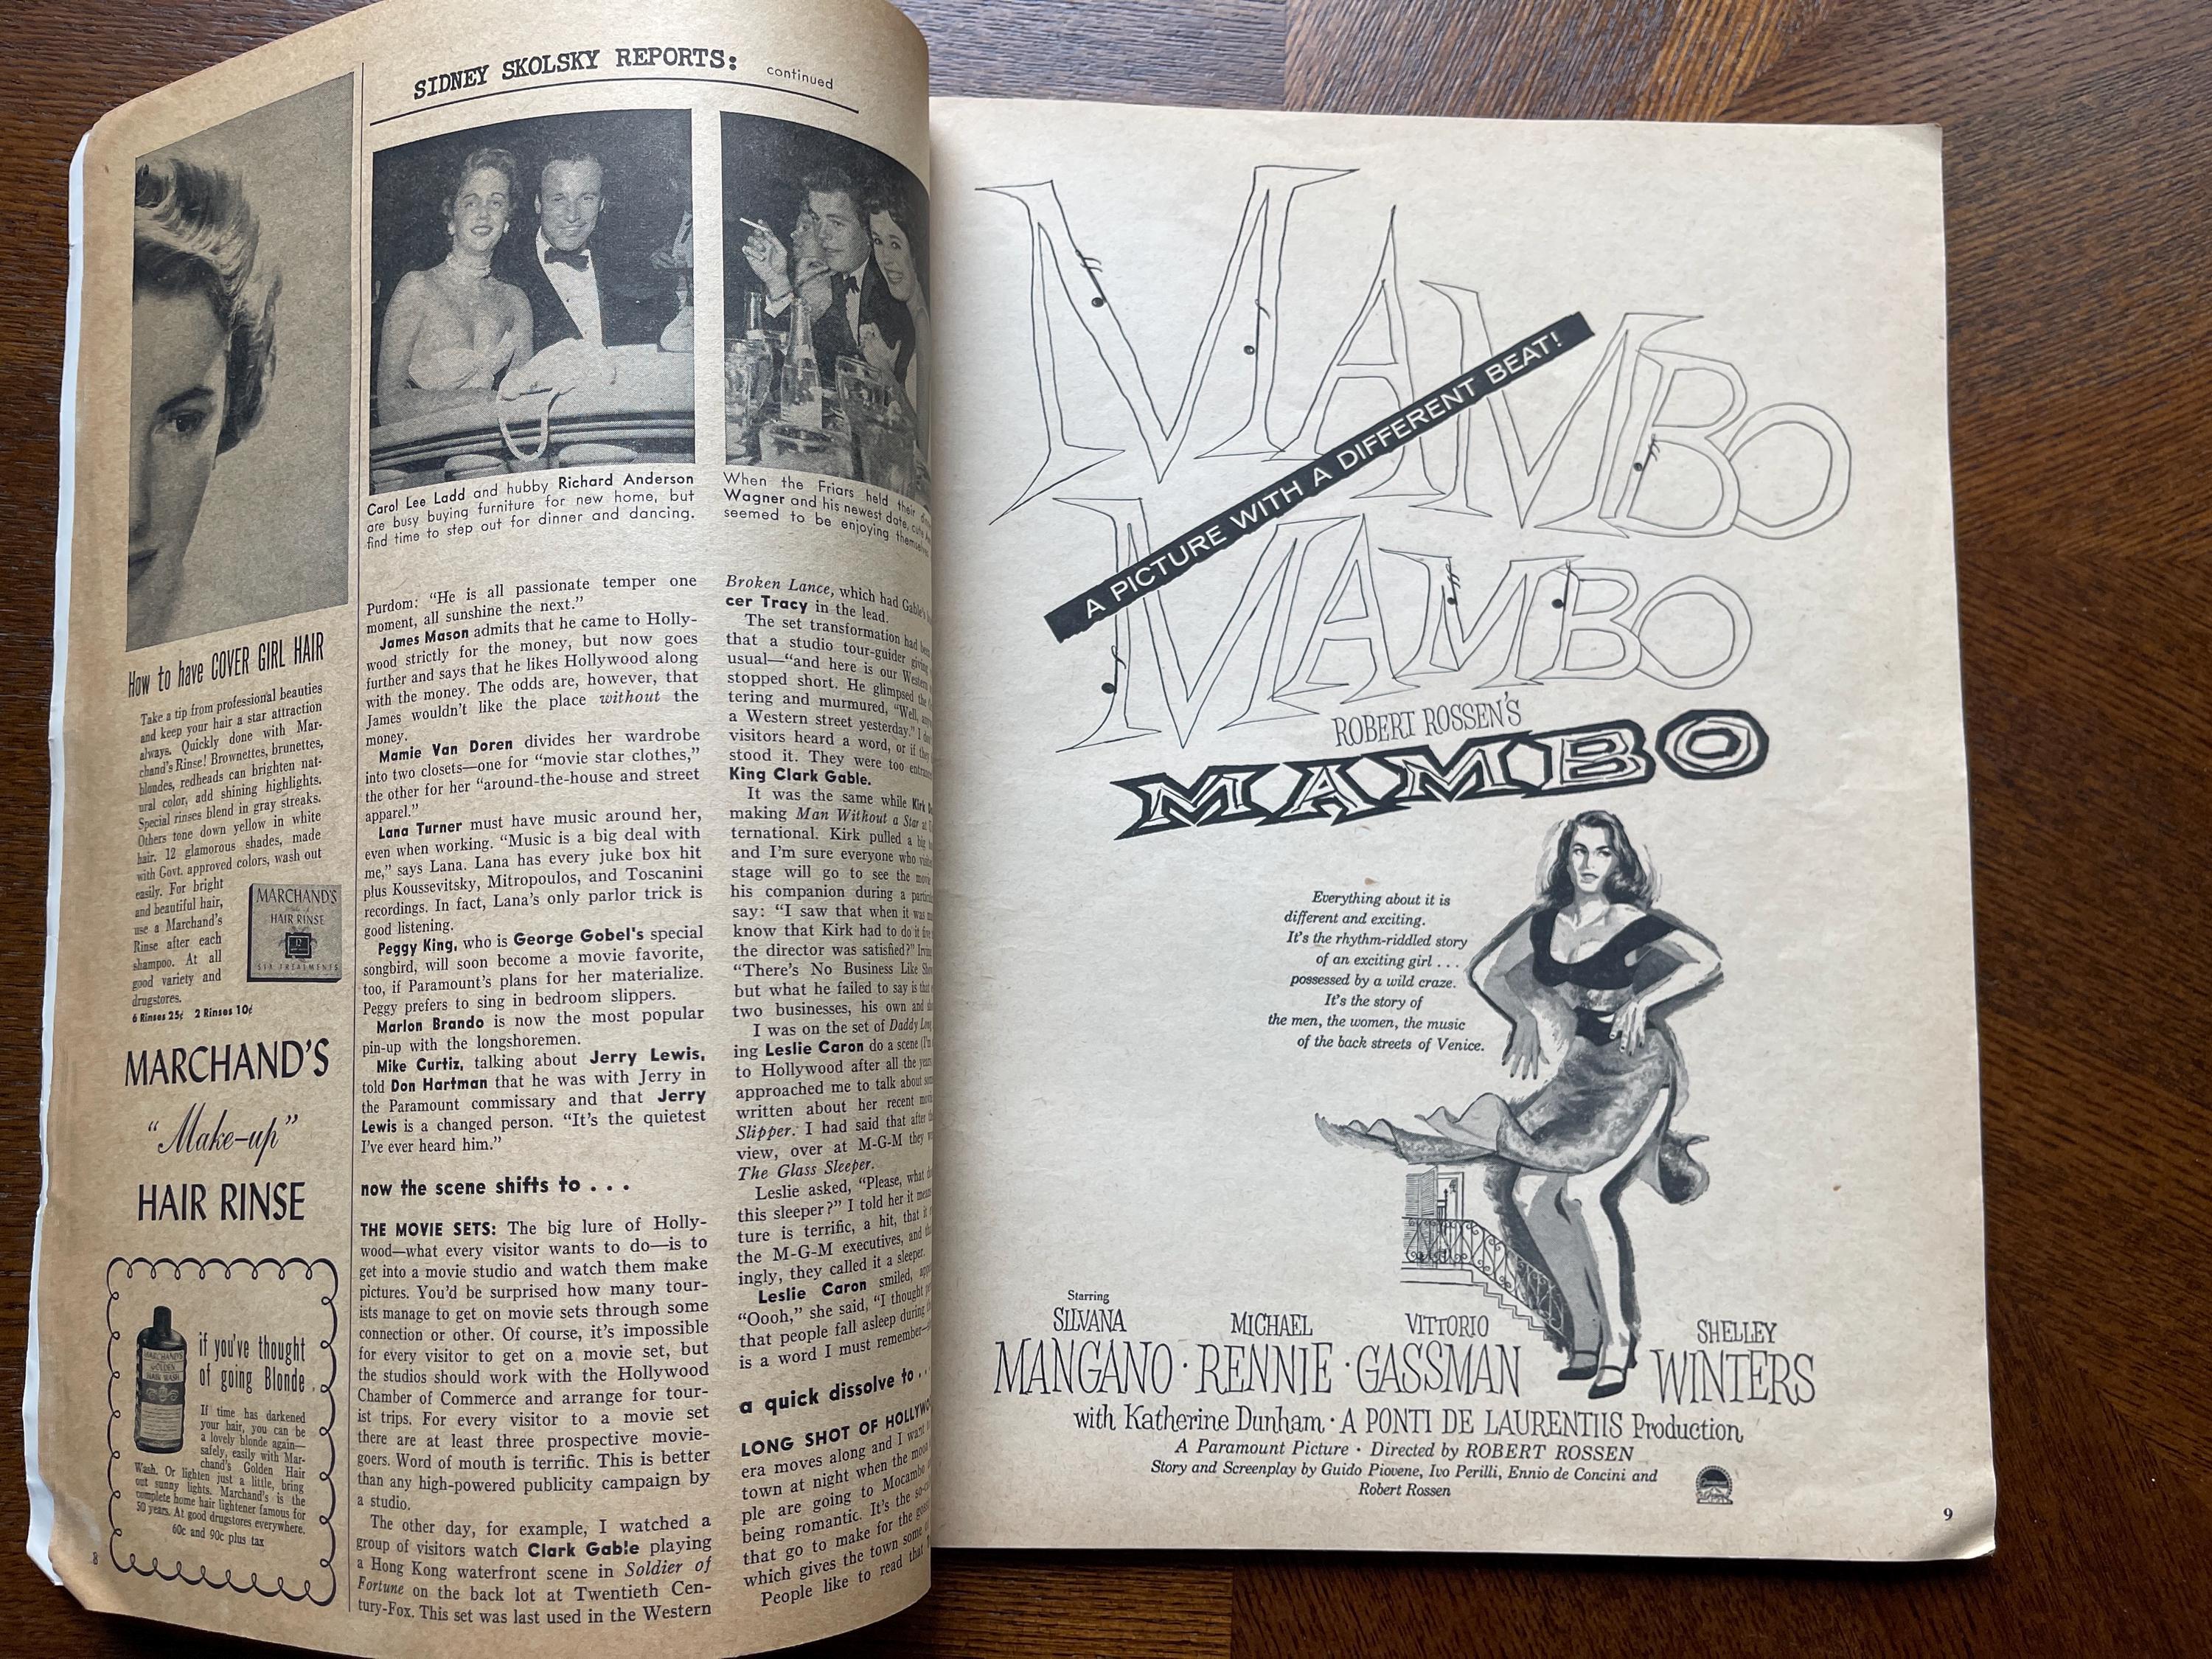 SIDNEY SKOLSKY REPORTS:
continued
Carol Lee Ladd and hubby Richard Anderson
are busy buying furniture for new home, but
find time to step out for dinner and dancing.
When the Friars held their
Wagner and his newest date, cute
seemed to be enjoying
How to have COVER GIRL HAIR
Take a tip from professional beauties
and keep your hair a star attraction
always. Quickly done with Mar-
chand's Rinse! Brownettes, brunettes,
blondes, redheads can brighten nat-
ural color, add shining highlights.
Special rinses blend in gray streaks.
Others tone down yellow in white
hair. 12 glamorous shades, made
with Govt. approved colors, wash out
easily. For bright
and beautiful hair,
use a Marchand's
Rinse after each
shampoo. At all
good variety and
drugstores.
6 Rinses 25¢ 2 Rinses 10¢
MARCHAND'S
HAIR RINSE
SIX TREATMENTS
MARCHAND'S
"Make-up"
HAIR RINSE
if you've thought
of going Blonde..
MARCHAND'S
GOLDEN
HAIR WASH
If time has darkened
your hair, you can be
a lovely blonde again—
safely, easily with Mar-
chand's Golden Hair
Wash. Or lighten just a little, bring
out sunny lights. Marchand's is the
complete home hair lightener famous for
50 years. At good drugstores everywhere.
60c and 90c plus tax
8
Purdom: "He is all passionate temper one
moment, all sunshine the next."
James Mason admits that he came to Holly-
wood strictly for the money, but now goes
further and says that he likes Hollywood along
with the money. The odds are, however, that
James wouldn't like the place without the
money.
Mamie Van Doren divides her wardrobe
into two closets—one for "movie star clothes,"
the other for her "around-the-house and street
apparel."
Lana Turner must have music around her,
even when working. "Music is a big deal with
me," says Lana. Lana has every juke box hit
plus Koussevitsky, Mitropoulos, and Toscanini
recordings. In fact, Lana's only parlor trick is
good listening.
Peggy King, who is George Gobel's special
songbird, will soon become a movie favorite,
too, if Paramount's plans for her materialize.
Peggy prefers to sing in bedroom slippers.
Marlon Brando is now the most popular
pin-up with the longshoremen.
Mike Curtiz, talking about Jerry Lewis,
told Don Hartman that he was with Jerry in
the Paramount commissary and that Jerry
Lewis is a changed person. "It's the quietest
I've ever heard him."
now the scene shifts to . . .
THE MOVIE SETS: The big lure of Holly-
wood—what every visitor wants to do—is to
get into a movie studio and watch them make
pictures. You'd be surprised how many tour-
ists manage to get on movie sets through some
connection or other. Of course, it's impossible
for every visitor to get on a movie set, but
the studios should work with the Hollywood
Chamber of Commerce and arrange for tour-
ist trips. For every visitor to a movie set
there are at least three prospective movie-
goers. Word of mouth is terrific. This is better
than any high-powered publicity campaign by
a studio.
The other day, for example, I watched a
group of visitors watch Clark Gable playing
a Hong Kong waterfront scene in Soldier of
Fortune on the back lot at Twentieth Cen-
tury-Fox. This set was last used in the Western
Broken Lance, which had Gable's
cer Tracy in the lead.
The set transformation had been
that a studio tour-guider giving
usual—"and here is our Western
stopped short. He glimpsed the
tering and murmured, "Well,
a Western street yesterday." I
visitors heard a word, or if they
stood it. They were too
King Clark Gable.
It was the same while Kirk
making Man Without a Star at
ternational. Kirk pulled a big
and I'm sure everyone who
stage will go to see the
his companion during a
say: "I saw that when it was
know that Kirk had to do it
the director was satisfied?"
"There's No Business Like
but what he failed to say is that
two businesses, his own and
I was on the set of Daddy
ing Leslie Caron do a scene
to Hollywood after all the years
approached me to talk about
written about her recent
Slipper. I had said that after
view, over at M-G-M they
The Glass Sleeper.
Leslie asked, "Please, what
this sleeper?" I told her it
ture is terrific, a hit, that it
the M-G-M executives, and
ingly, they called it a sleeper.
Leslie Caron smiled,
"Oooh," she said, "I thought
that people fall asleep during
is a word I must remember—
a quick dissolve to . .
LONG SHOT OF
era moves along and I want
town at night when the
ple are going to Mocambo
being romantic. It's the
that go to make for the
which gives the town some
People like to read that
MAMBO
A PICTURE WITH A DIFFERENT BEAT!
MAMBO
ROBERT ROSSEN'S
MAMBO
Everything about it is
different and exciting.
It's the rhythm-riddled story
of an exciting girl . . .
possessed by a wild craze.
It's the story of
the men, the women, the music
of the back streets of Venice.
Starring
SILVANA MICHAEL VITTORIO SHELLEY
MANGANO · RENNIE · GASSMAN WINTERS
with Katherine Dunham · A PONTI DE LAURENTIIS Production
A Paramount Picture · Directed by ROBERT ROSSEN
Story and Screenplay by Guido Piovene, Ivo Perilli, Ennio de Concini and
Robert Rossen
9